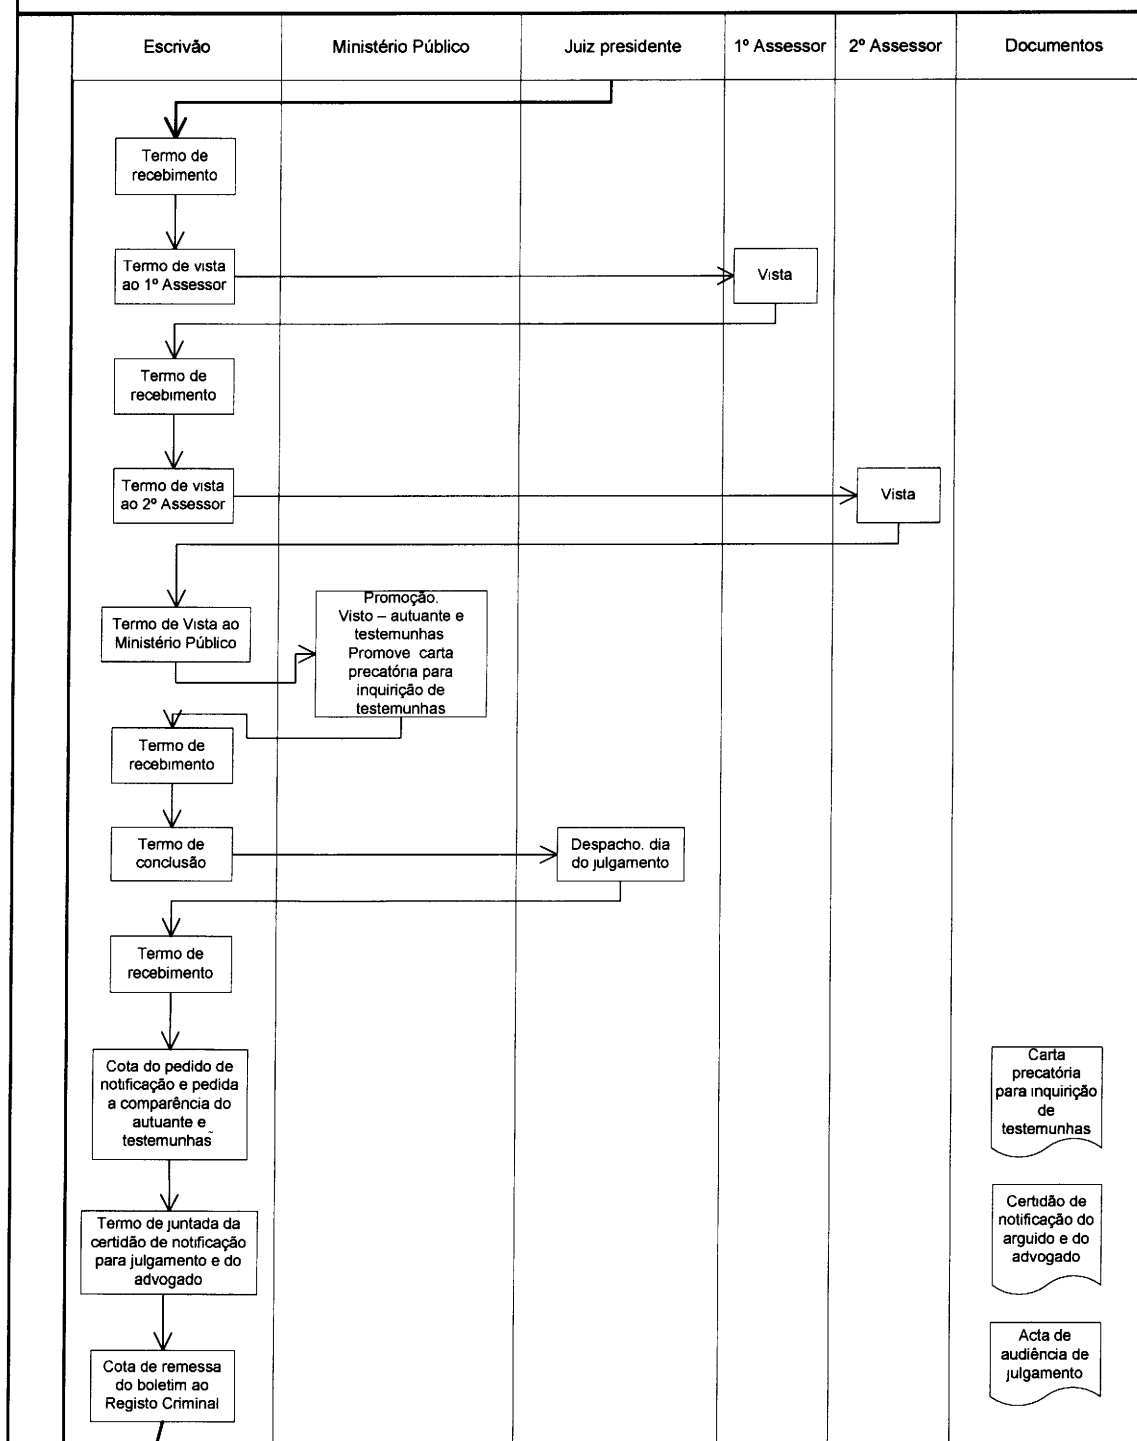 Escrivão
Ministério Público
Juiz presidente
1º Assessor
2º Assessor
Documentos
Termo de
recebimento
Termo de vista
ao 1º Assessor
Vista
Termo de
recebimento
Termo de vista
ao 2º Assessor
Vista
Termo de Vista ao
Ministério Público
Promoção.
Visto – autuante e
testemunhas
Promove carta
precatória para
inquirição de
testemunhas
Termo de
recebimento
Termo de
conclusão
Despacho. dia
do julgamento
Termo de
recebimento
Cota do pedido de
notificação e pedida
a comparência do
autuante e
testemunhas
Carta
precatória
para inquirição
de
testemunhas
Termo de juntada da
certidão de notificação
para julgamento e do
advogado
Certidão de
notificação do
arguido e do
advogado
Cota de remessa
do boletim ao
Registo Criminal
Acta de
audiência de
julgamento